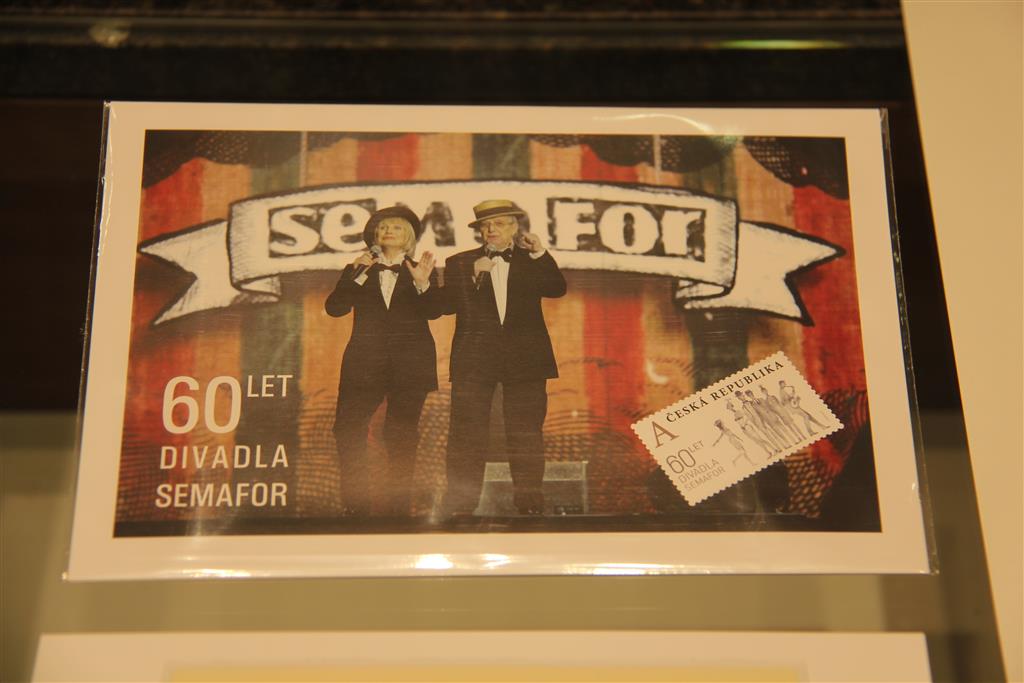 semafor
60 LET
DIVADLA
SEMAFOR
A ČESKÁ REPUBLIKA
60 LET
DIVADLA
SEMAFOR